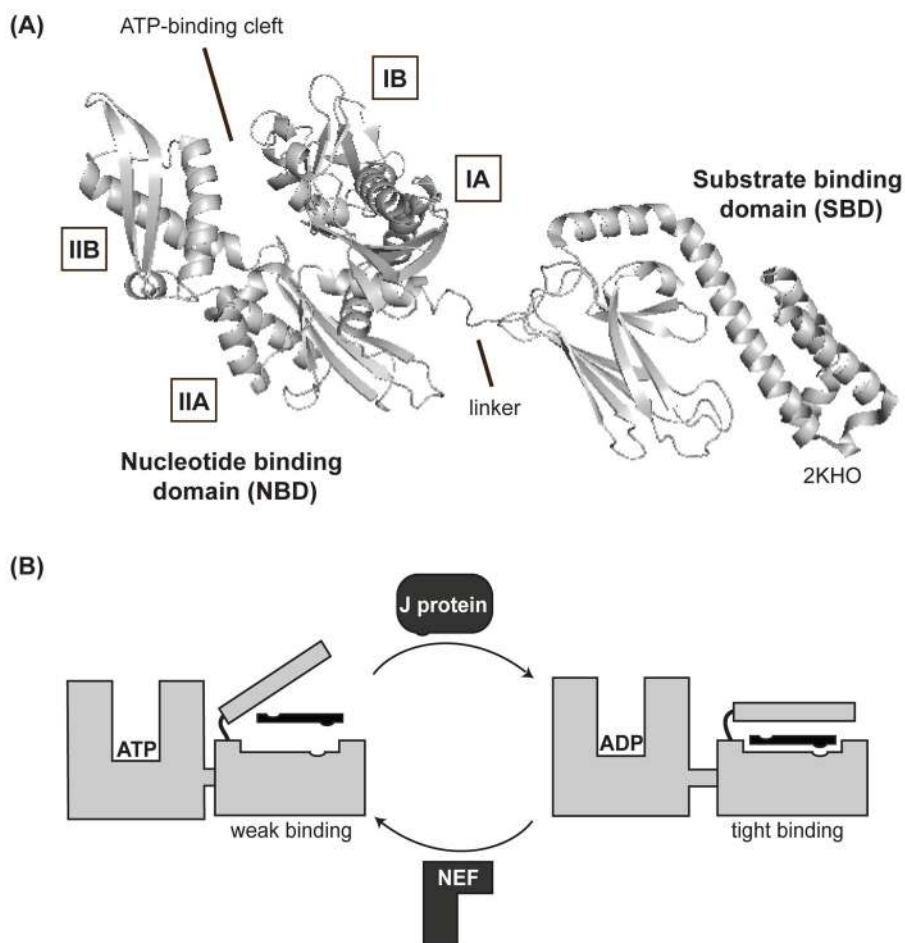 (A)
ATP-binding cleft
IB
IA
Substrate binding
domain (SBD)
IIB
IIA
linker
Nucleotide binding
domain (NBD)
2KHO
(B)
J protein
ATP
ADP
weak binding
tight binding
NEF